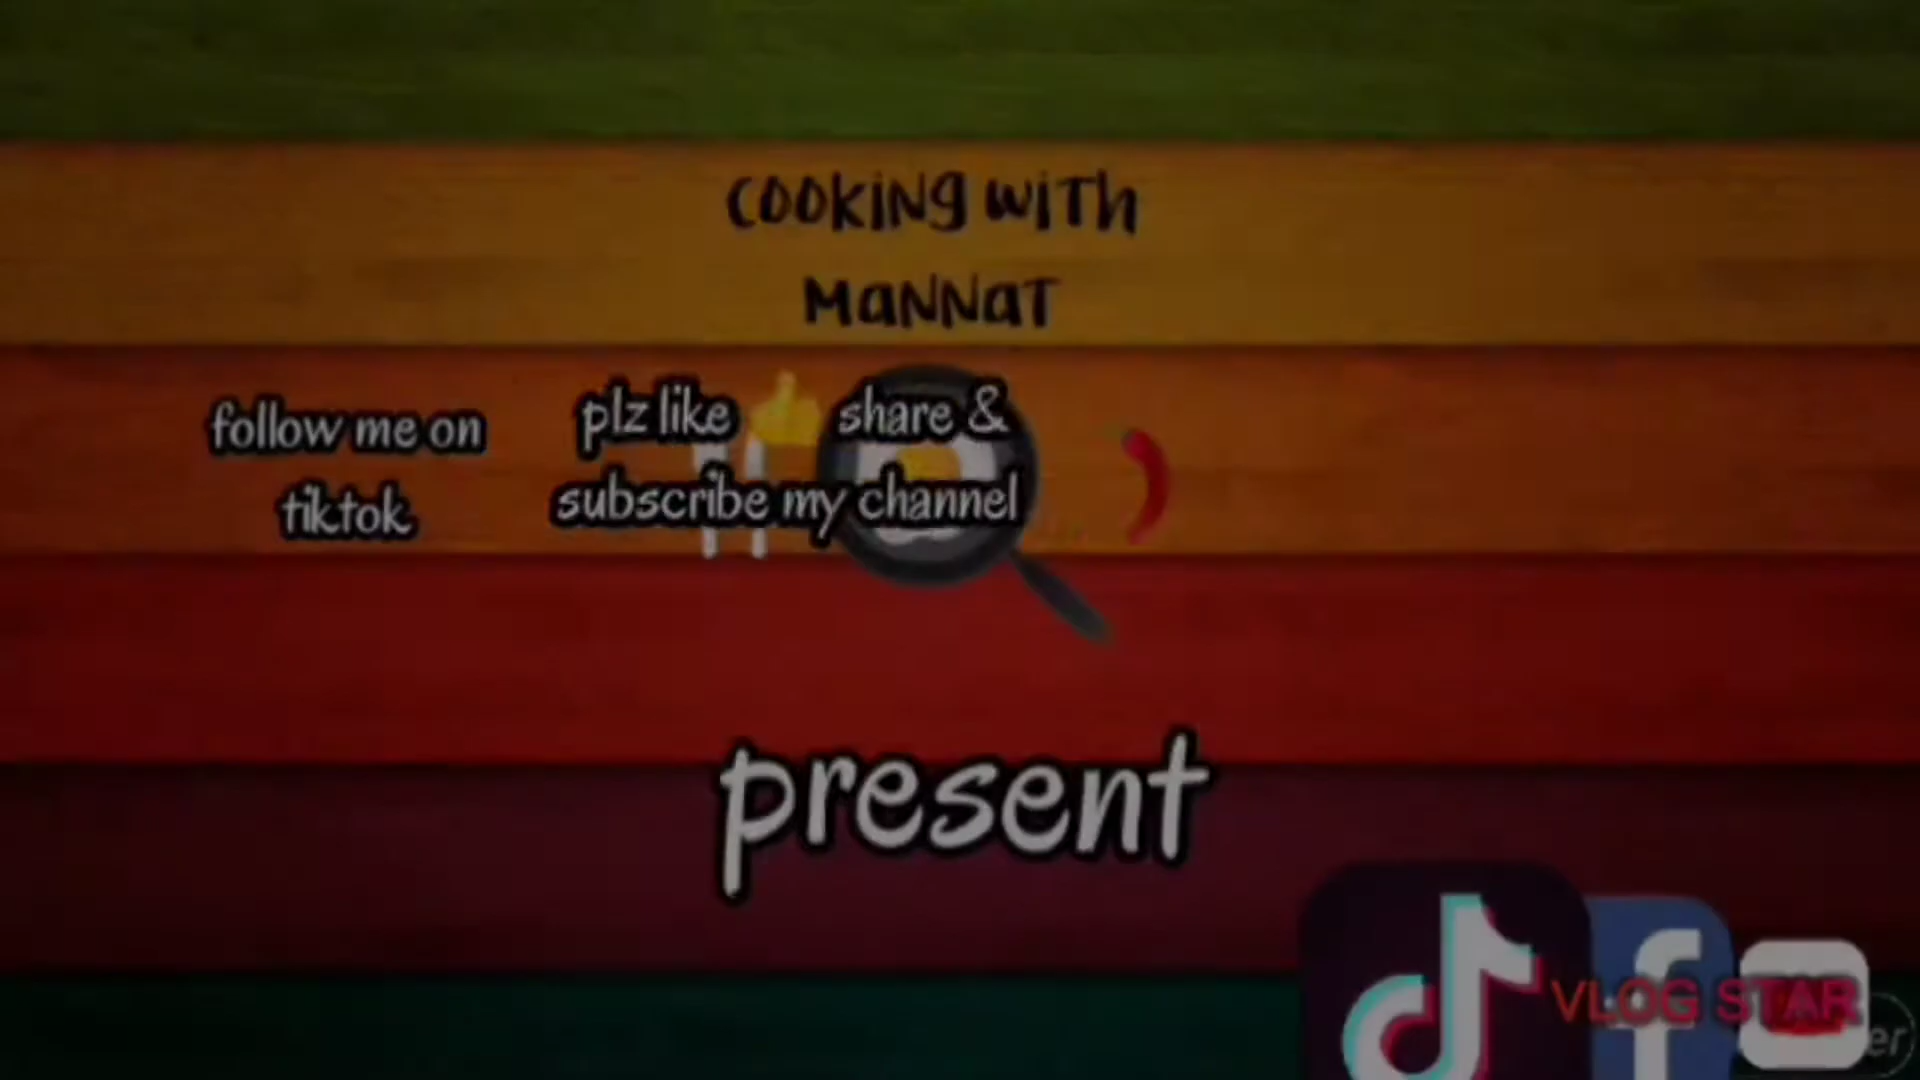 COOKING WITH
MANNAT
follow me on
tiktok
plz like share &
subscribe my channel
present
VLOG STAR